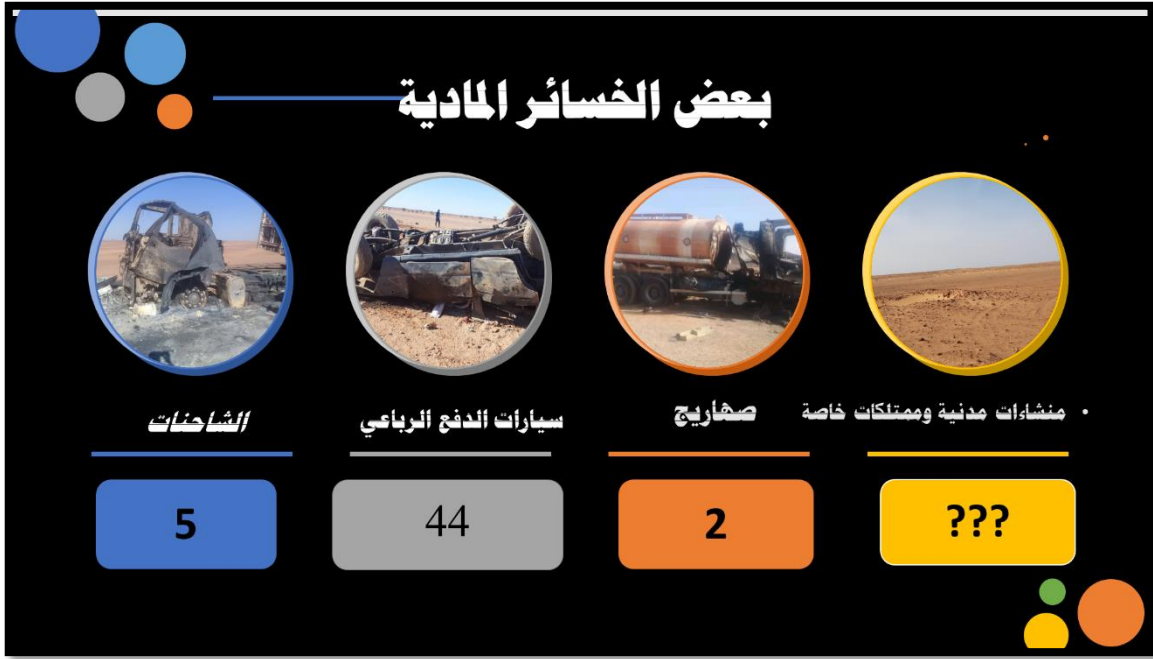 بعض الخسائر المادية
• منشاءات مدنية وممتلكات خاصة
صهاريج
سيارات الدفع الرباعي
الشاحنات
???
2
44
5